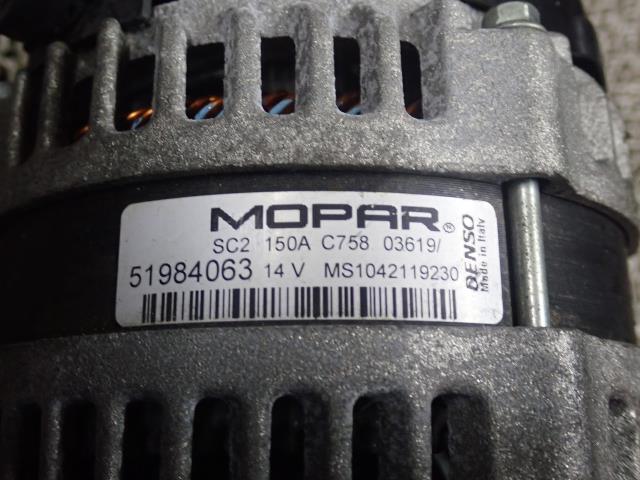 MOPAR®
SC2 150A C758 03619/
51984063 14 V MS1042119230
DENSO
Made in Italy